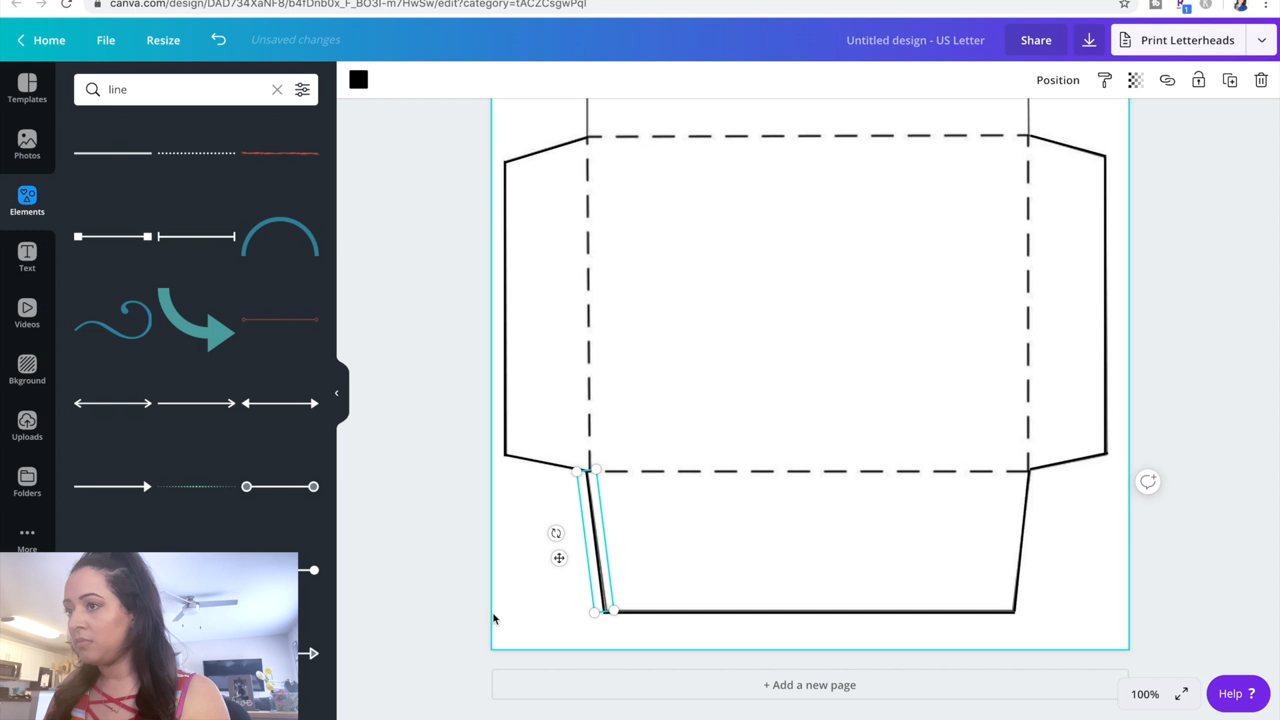 canva.com/design/DAD734XaNF8/b4fDnb0x_F_BO3I-m7HwSw/edit?category=tACZCsgwPqI
Home File Resize Unsaved changes Untitled design - US Letter Share Print Letterheads
Templates
line
Position
Photos
Elements
Text
Videos
Bkground
Uploads
Folders
More
+ Add a new page
100%
Help ?